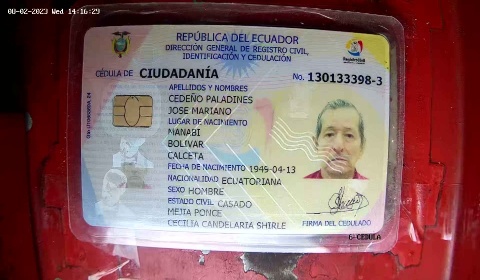 08-02-2023 Wed 14:16:29
REPÚBLICA DEL ECUADOR
DIRECCIÓN GENERAL DE REGISTRO CIVIL,
IDENTIFICACIÓN Y CEDULACIÓN
CÉDULA DE CIUDADANÍA
No. 130133398-3
APELLIDOS Y NOMBRES
CEDEÑO PALADINES
JOSE MARIANO
LUGAR DE NACIMIENTO
MANABI
BOLIVAR
CALCETA
FECHA DE NACIMIENTO 1949-04-13
NACIONALIDAD ECUATORIANA
SEXO HOMBRE
ESTADO CIVIL CASADO
MEJIA PONCE
CECILIA CANDELARIA SHIRLE
FIRMA DEL CEDULADO
CÉDULA